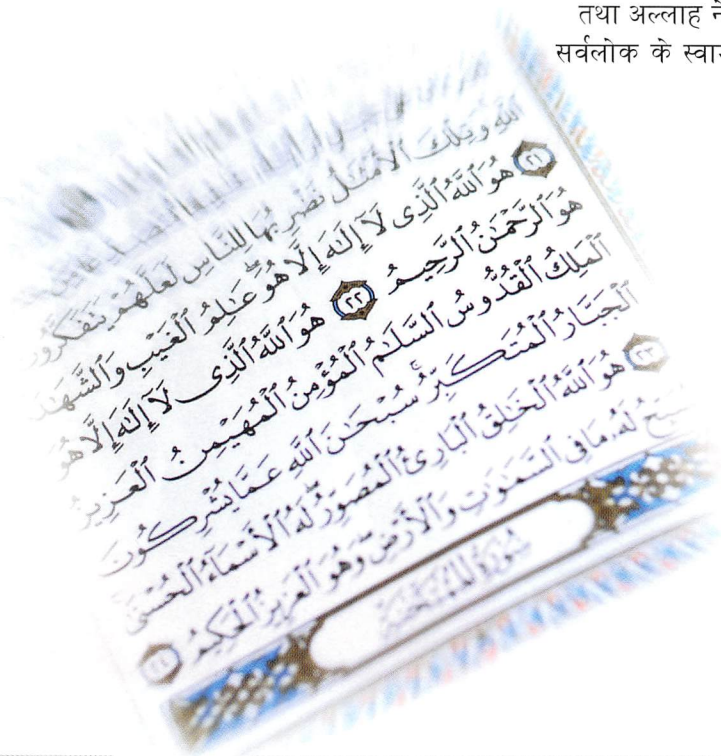 तथा अल्लाह ने
सर्वलोक के
ٱللَّهِ وَتِلْكَ ٱلْأَمْثَٰلُ نَضْرِبُهَا لِلنَّاسِ لَعَلَّهُمْ يَتَفَكَّرُو
٢١ هُوَ ٱللَّهُ ٱلَّذِى لَآ إِلَٰهَ إِلَّا هُوَ ۖ عَٰلِمُ ٱلْغَيْبِ وَٱلشَّهَٰدَ
هُوَ ٱلرَّحْمَٰنُ ٱلرَّحِيمُ ٢٢ هُوَ ٱللَّهُ ٱلَّذِى لَآ إِلَٰهَ إِلَّا هُوَ
ٱلْمَلِكُ ٱلْقُدُّوسُ ٱلسَّلَٰمُ ٱلْمُؤْمِنُ ٱلْمُهَيْمِنُ ٱلْعَزِيزُ
ٱلْجَبَّارُ ٱلْمُتَكَبِّرُ ۚ سُبْحَٰنَ ٱللَّهِ عَمَّا يُشْرِكُونَ
٢٣ هُوَ ٱللَّهُ ٱلْخَٰلِقُ ٱلْبَارِئُ ٱلْمُصَوِّرُ ۖ لَهُ ٱلْأَسْمَآءُ ٱلْحُسْنَىٰ
يُسَبِّحُ لَهُۥ مَا فِى ٱلسَّمَٰوَٰتِ وَٱلْأَرْضِ ۖ وَهُوَ ٱلْعَزِيزُ ٱلْحَكِيمُ ٢٤
سُورَةُ ٱلْمُمْتَحَنَةِ